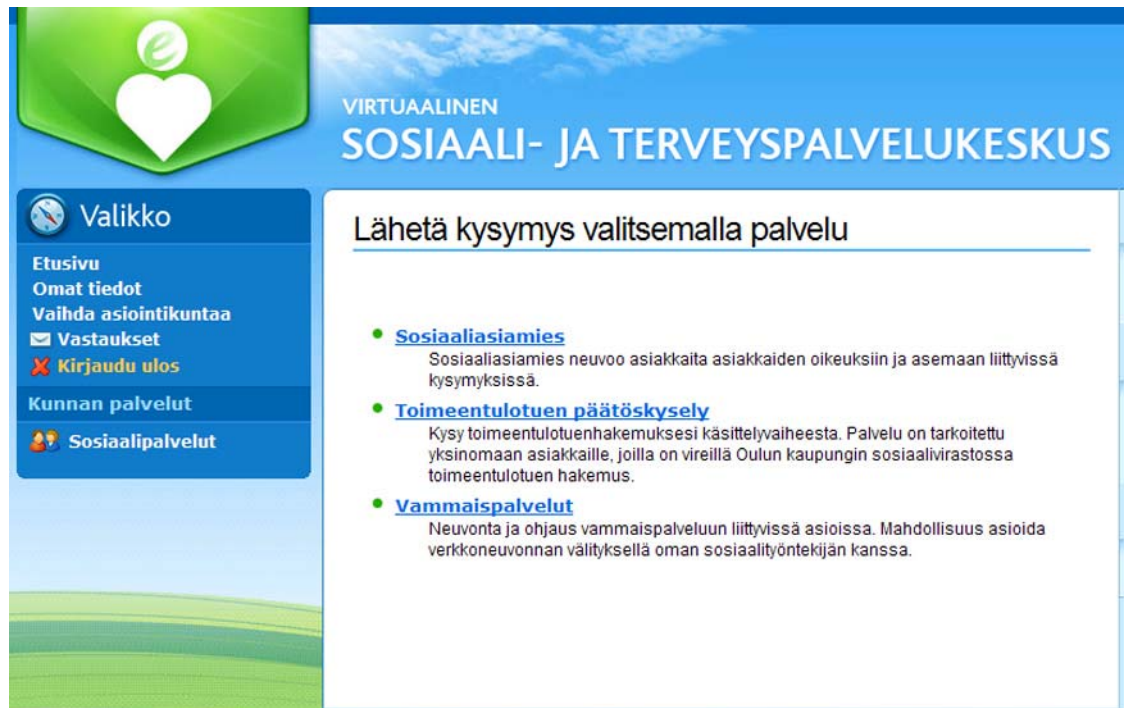 e
VIRTUAALINEN
SOSIAALI- JA TERVEYSPALVELUKESKUS
Valikko
Etusivu
Omat tiedot
Vaihda asiointikuntaa
Vastaukset
Kirjaudu ulos
Kunnan palvelut
Sosiaalipalvelut
Lähetä kysymys valitsemalla palvelu
Sosiaaliasiamies
Sosiaaliasiamies neuvoo asiakkaita asiakkaiden oikeuksiin ja asemaan liittyvissä
kysymyksissä.
Toimeentulotuen päätöskysely
Kysy toimeentulotuenhakemuksesi käsittelyvaiheesta. Palvelu on tarkoitettu
yksinomaan asiakkaille, joilla on vireillä Oulun kaupungin sosiaalivirastossa
toimeentulotuen hakemus.
Vammaispalvelut
Neuvonta ja ohjaus vammaispalveluun liittyvissä asioissa. Mahdollisuus asioida
verkkoneuvonnan välityksellä oman sosiaalityöntekijän kanssa.